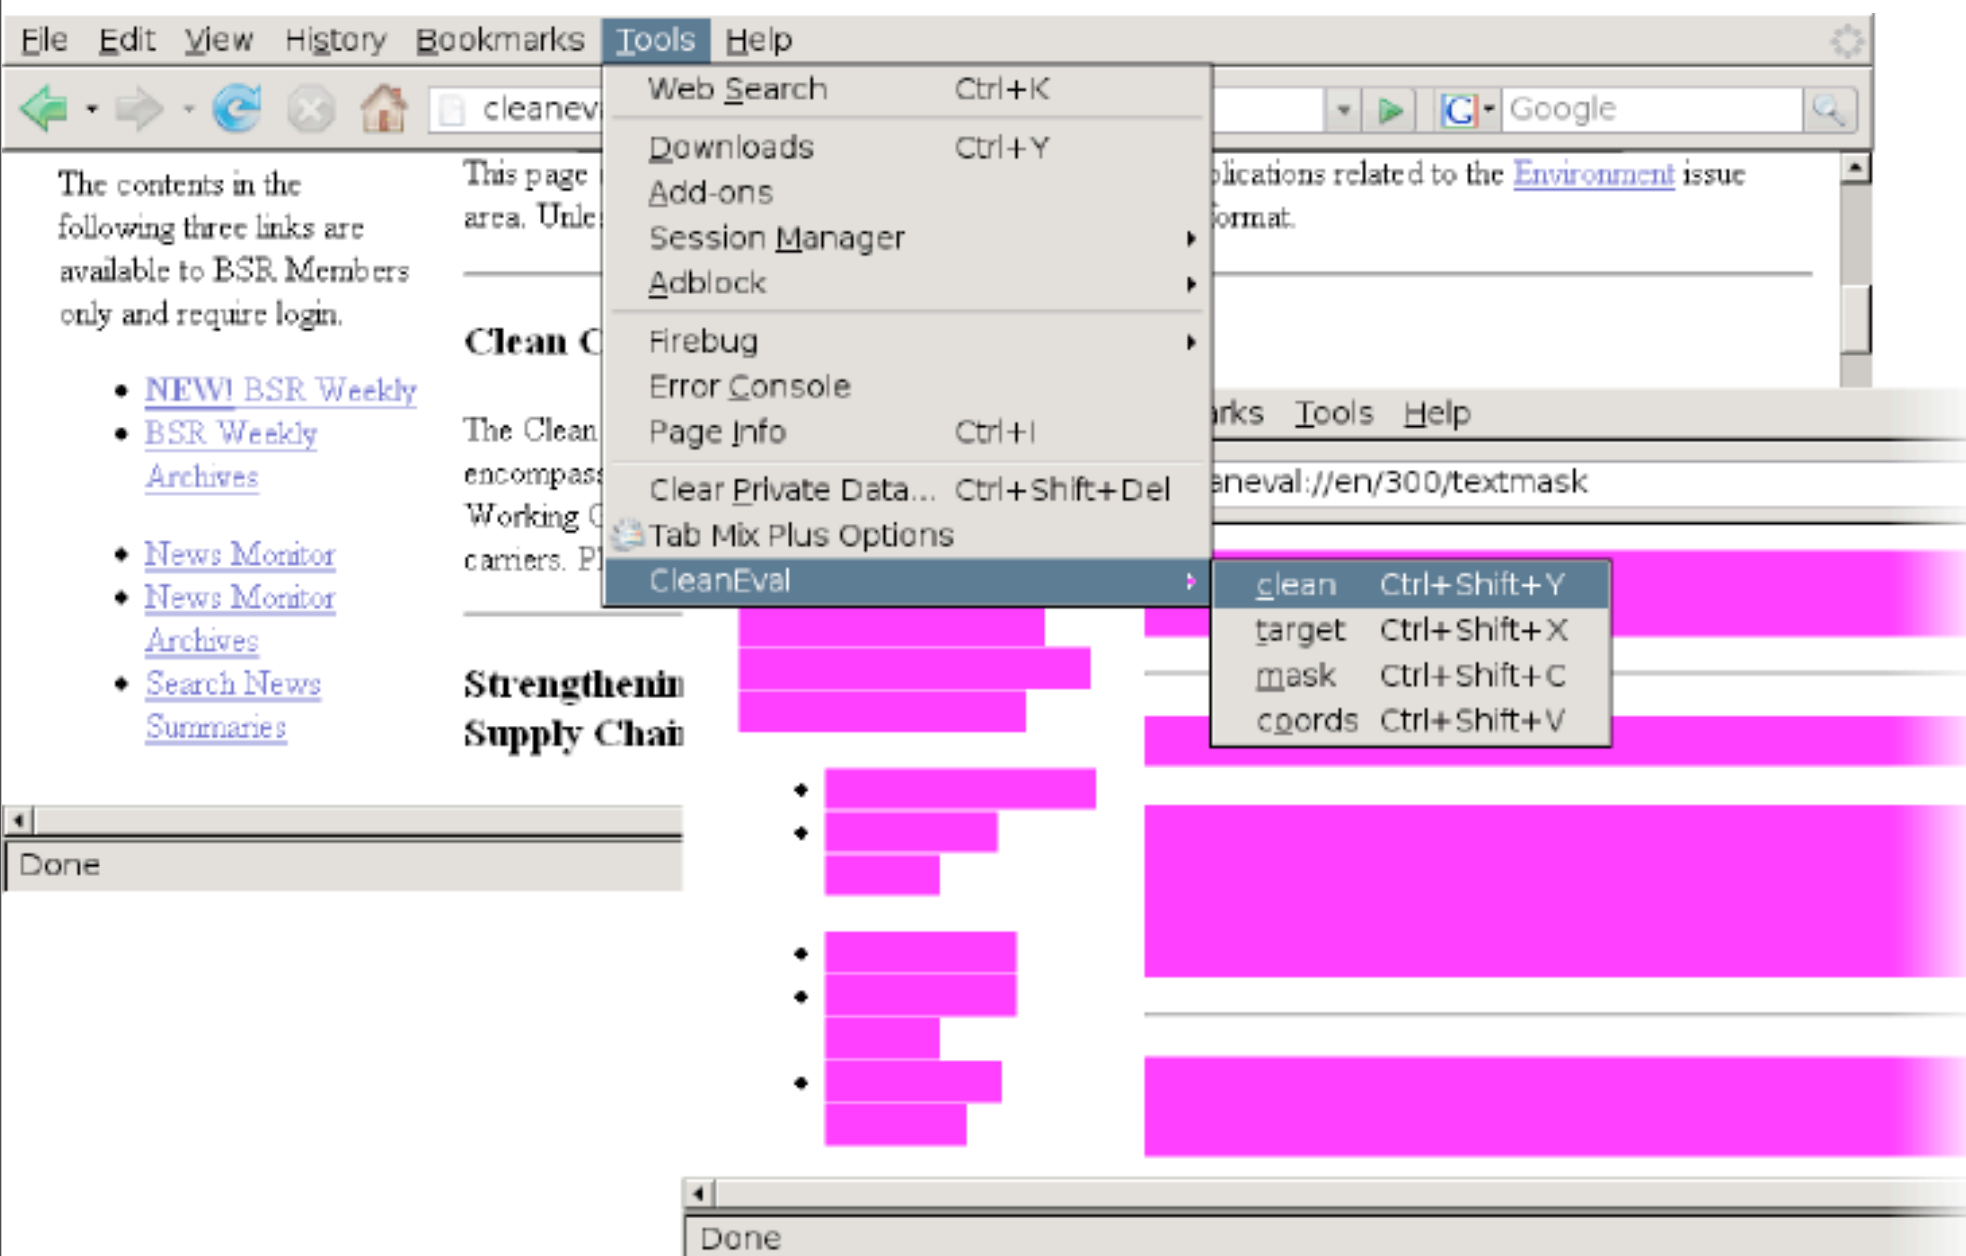 File Edit View History Bookmarks Tools Help
cleanev
Google
The contents in the
following three links are
available to BSR Members
only and require login.
NEW! BSR Weekly
BSR Weekly
Archives
News Monitor
News Monitor
Archives
Search News
Summaries
This page
plications related to the Environment issue
area.
format.
Clean C
The Clean
encompass
Working
carriers.
Strengthenin
Supply Chain
Done
Web Search Ctrl+K
Downloads Ctrl+Y
Add-ons
Session Manager
Adblock
Firebug
Error Console
Page Info Ctrl+I
Clear Private Data... Ctrl+Shift+Del
Tab Mix Plus Options
CleanEval
clean Ctrl+Shift+Y
target Ctrl+Shift+X
mask Ctrl+Shift+C
coords Ctrl+Shift+V
arks Tools Help
aneval://en/300/textmask
Done